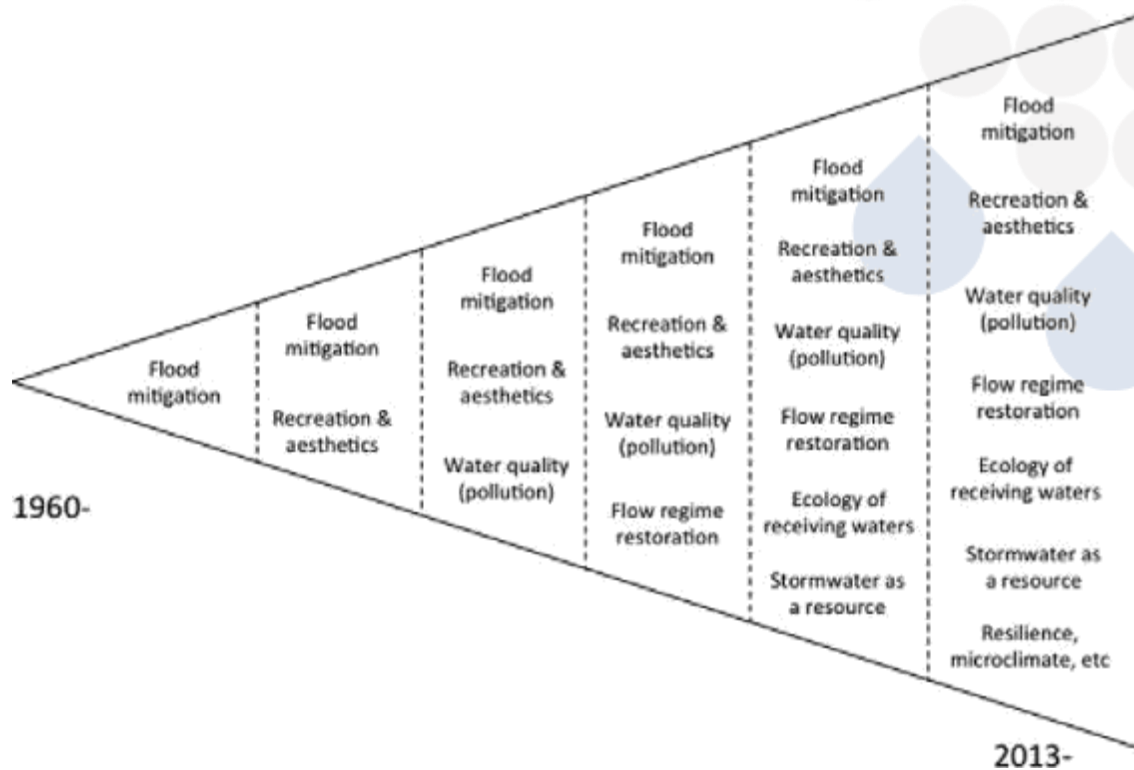 Flood
mitigation
Flood
mitigation
Recreation &
aesthetics
Flood
mitigation
Recreation &
aesthetics
Water quality
(pollution)
Flood
mitigation
Recreation &
aesthetics
Water quality
(pollution)
Flow regime
restoration
Flood
mitigation
Recreation &
aesthetics
Water quality
(pollution)
Flow regime
restoration
Ecology of
receiving waters
Stormwater as
a resource
Flood
mitigation
Recreation &
aesthetics
Water quality
(pollution)
Flow regime
restoration
Ecology of
receiving waters
Stormwater as
a resource
Resilience,
microclimate, etc
1960-
2013-